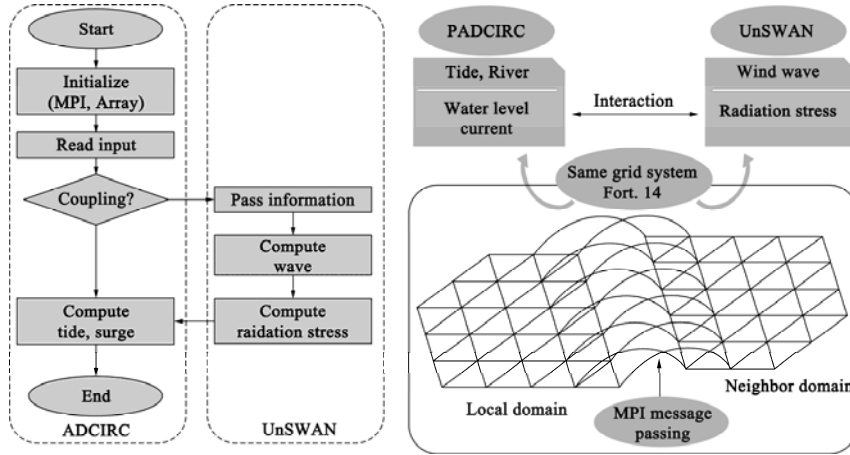 Start
Initialize
(MPI, Array)
Read input
Coupling?
Compute
tide, surge
End
ADCIRC
Pass information
Compute
wave
Compute
raidation stress
UnSWAN
PADCIRC
Tide, River
Water level
current
Interaction
UnSWAN
Wind wave
Radiation stress
Same grid system
Fort. 14
Local domain
Neighbor domain
MPI message
passing